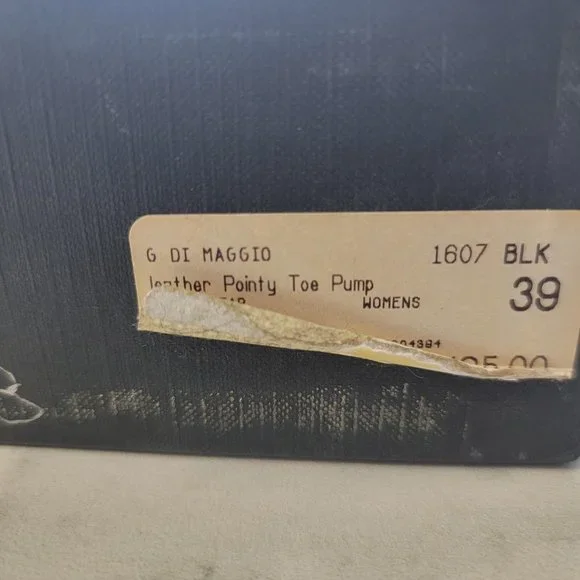 G DI MAGGIO 1607 BLK
Leather Pointy Toe Pump 39
WOMENS